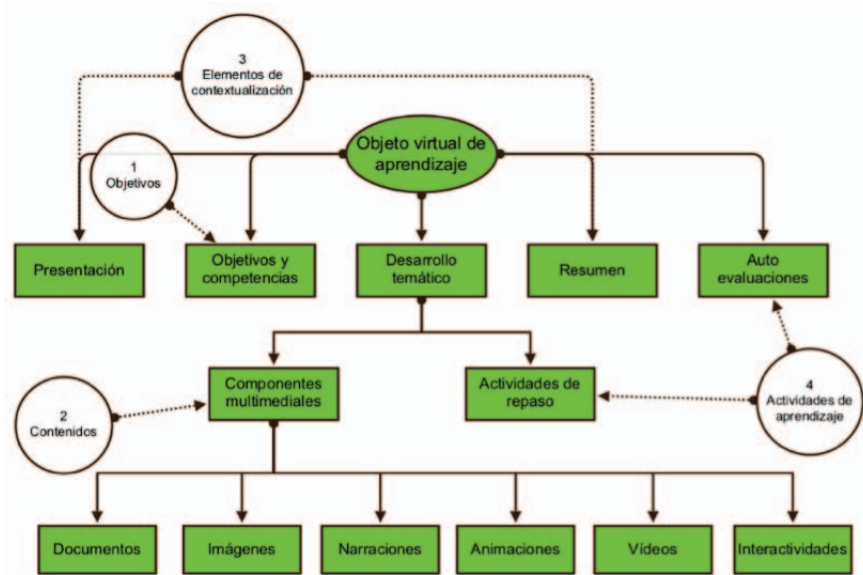 3
Elementos de
contextualización
Objeto virtual de
aprendizaje
1
Objetivos
Presentación
Objetivos y
competencias
Desarrollo
temático
Resumen
Auto
evaluaciones
Componentes
multimediales
Actividades de
repaso
2
Contenidos
4
Actividades de
aprendizaje
Documentos
Imágenes
Narraciones
Animaciones
Vídeos
Interactividades